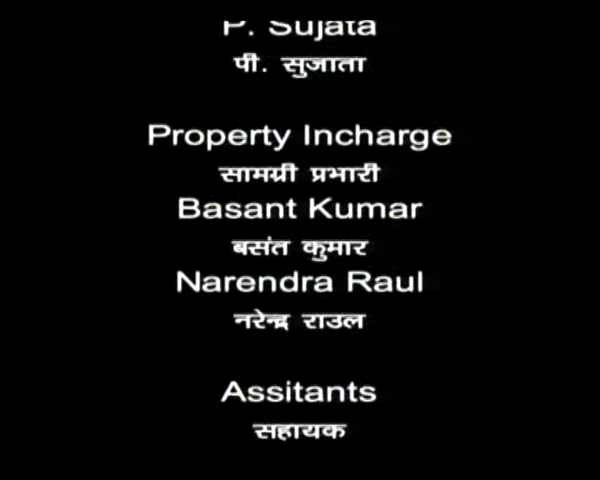 P. Sujata
पी. सुजाता
Property Incharge
सामग्री प्रभारी
Basant Kumar
बसंत कुमार
Narendra Raul
नरेन्द्र राउल
Assitants
सहायक